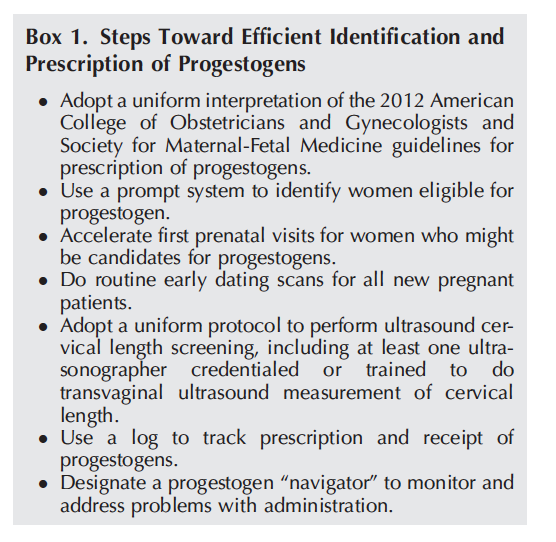 Box 1. Steps Toward Efficient Identification and
Prescription of Progestogens
• Adopt a uniform interpretation of the 2012 American
College of Obstetricians and Gynecologists and
Society for Maternal-Fetal Medicine guidelines for
prescription of progestogens.
• Use a prompt system to identify women eligible for
progestogen.
• Accelerate first prenatal visits for women who might
be candidates for progestogens.
• Do routine early dating scans for all new pregnant
patients.
• Adopt a uniform protocol to perform ultrasound cer-
vical length screening, including at least one ultra-
sonographer credentialed or trained to do
transvaginal ultrasound measurement of cervical
length.
• Use a log to track prescription and receipt of
progestogens.
• Designate a progestogen “navigator” to monitor and
address problems with administration.